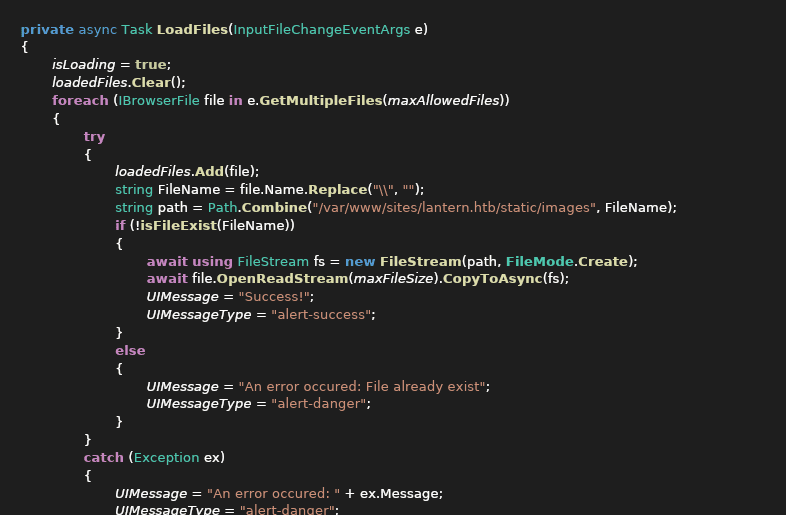 private async Task LoadFiles(InputFileChangeEventArgs e)
{
isLoading = true;
loadedFiles.Clear();
foreach (IBrowserFile file in e.GetMultipleFiles(maxAllowedFiles))
{
try
{
loadedFiles.Add(file);
string FileName = file.Name.Replace("\\", "");
string path = Path.Combine("/var/www/sites/lantern.htb/static/images", FileName);
if (!isFileExist(FileName))
{
await using FileStream fs = new FileStream(path, FileMode.Create);
await file.OpenReadStream(maxFileSize).CopyToAsync(fs);
UIMessage = "Success!";
UIMessageType = "alert-success";
}
else
{
UIMessage = "An error occured: File already exist";
UIMessageType = "alert-danger";
}
}
catch (Exception ex)
{
UIMessage = "An error occured: " + ex.Message;
UIMessageType = "alert-danger";